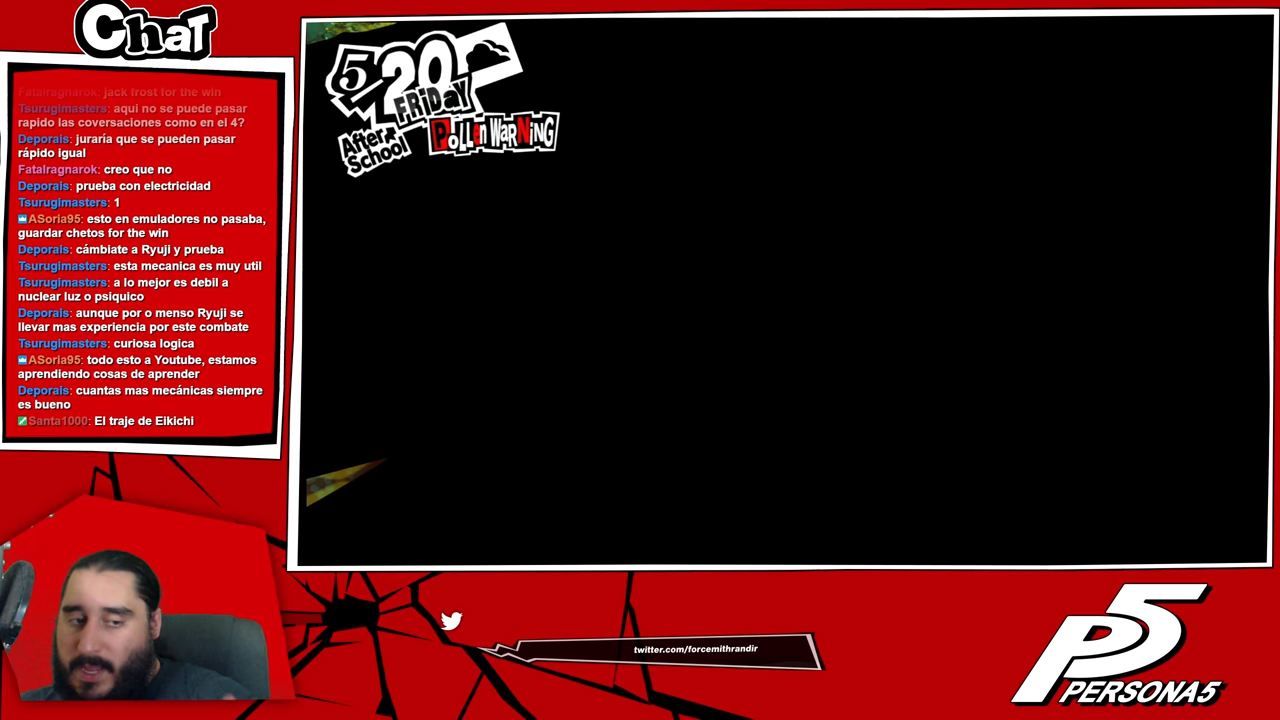 Chat
Fatalragnarok: jack frost for the win
Tsurugimasters: aqui no se puede pasar
rapido las coversaciones como en el 4?
Deporais: juraría que se pueden pasar
rápido igual
Fatalragnarok: creo que no
Deporais: prueba con electricidad
Tsurugimasters: 1
ASoria95: esto en emuladores no pasaba,
guardar chetos for the win
Deporais: cámbiate a Ryuji y prueba
Tsurugimasters: esta mecanica es muy util
Tsurugimasters: a lo mejor es debil a
nuclear luz o psiquico
Deporais: aunque por o menso Ryuji se
llevar mas experiencia por este combate
Tsurugimasters: curiosa logica
ASoria95: todo esto a Youtube, estamos
aprendiendo cosas de aprender
Deporais: cuantas mas mecánicas siempre
es bueno
Santa1000: El traje de Eikichi
5/20
FRiDaY
After School
Pollen WarNiNG
twitter.com/forcemithrandir
P5
PERSONA5